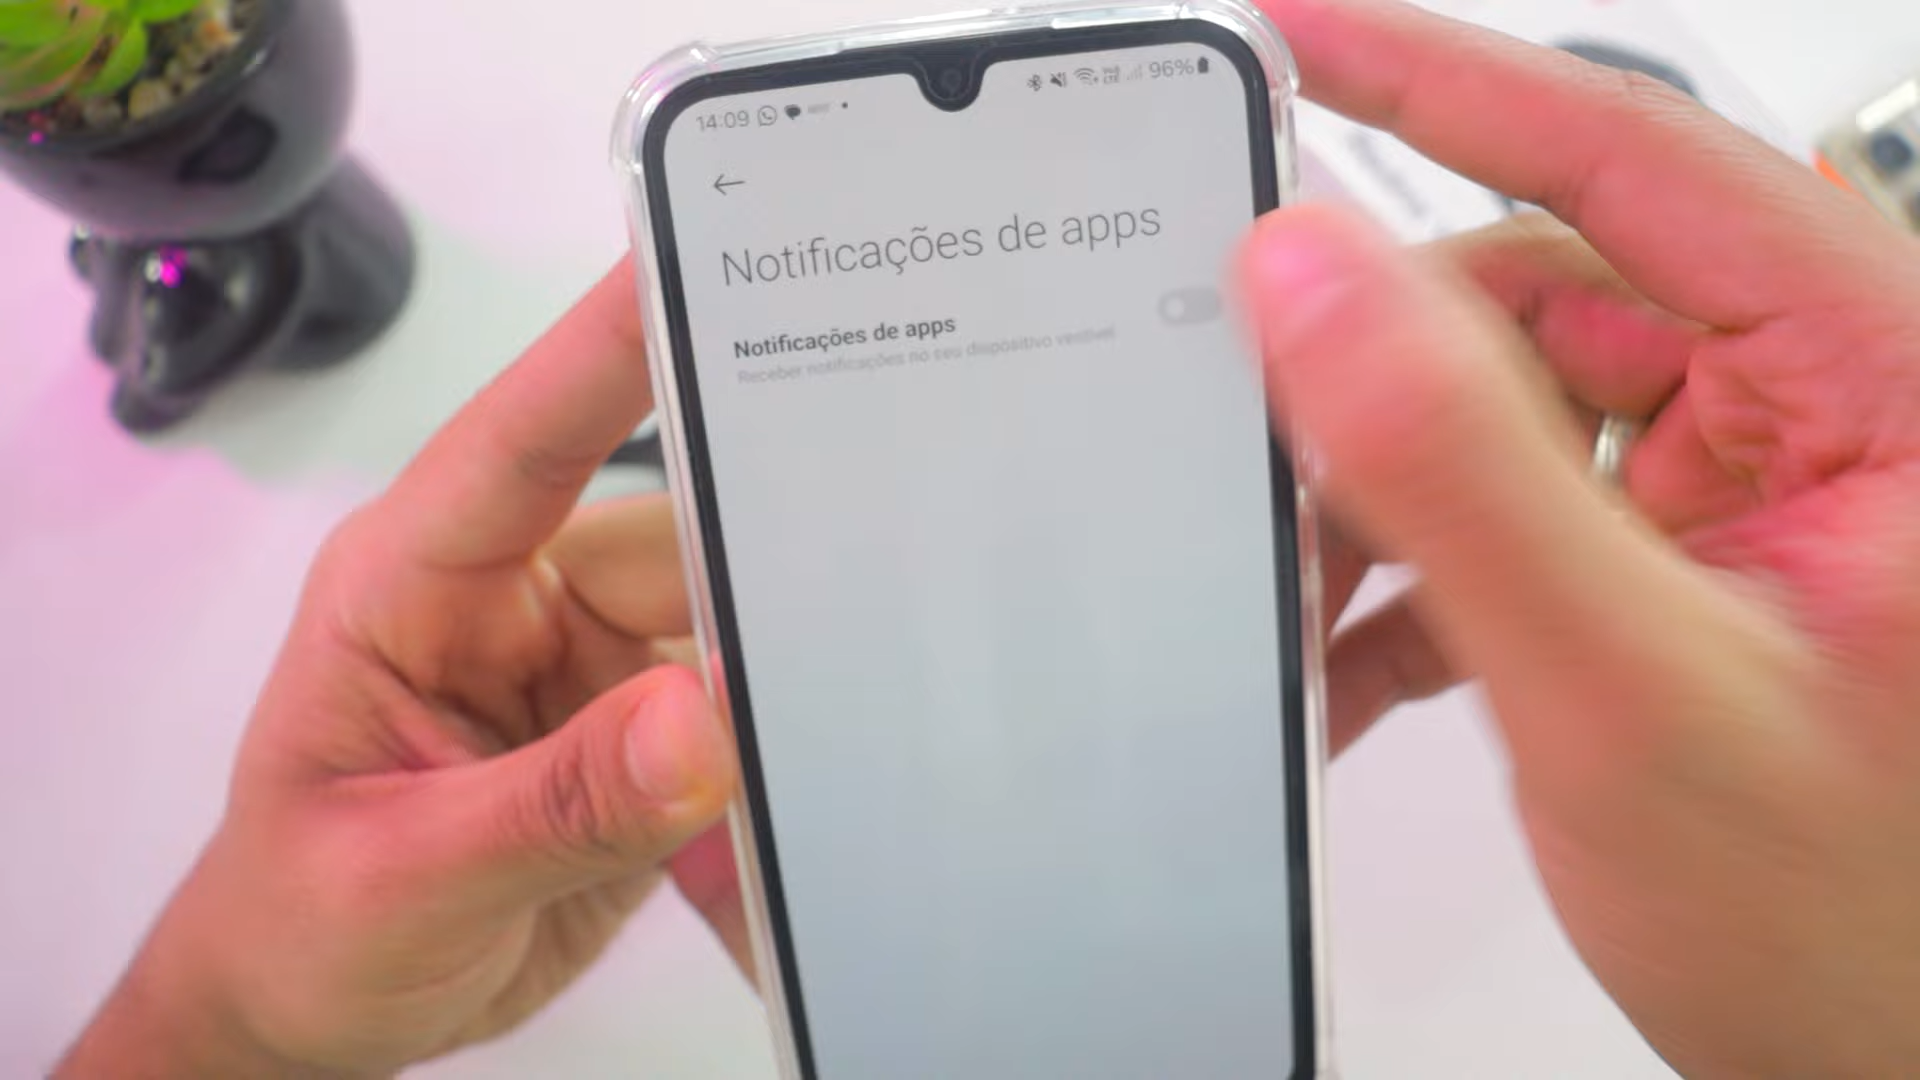 14:09
96%
Notificações de apps
Notificações de apps
Receber notificações no seu dispositivo vestível